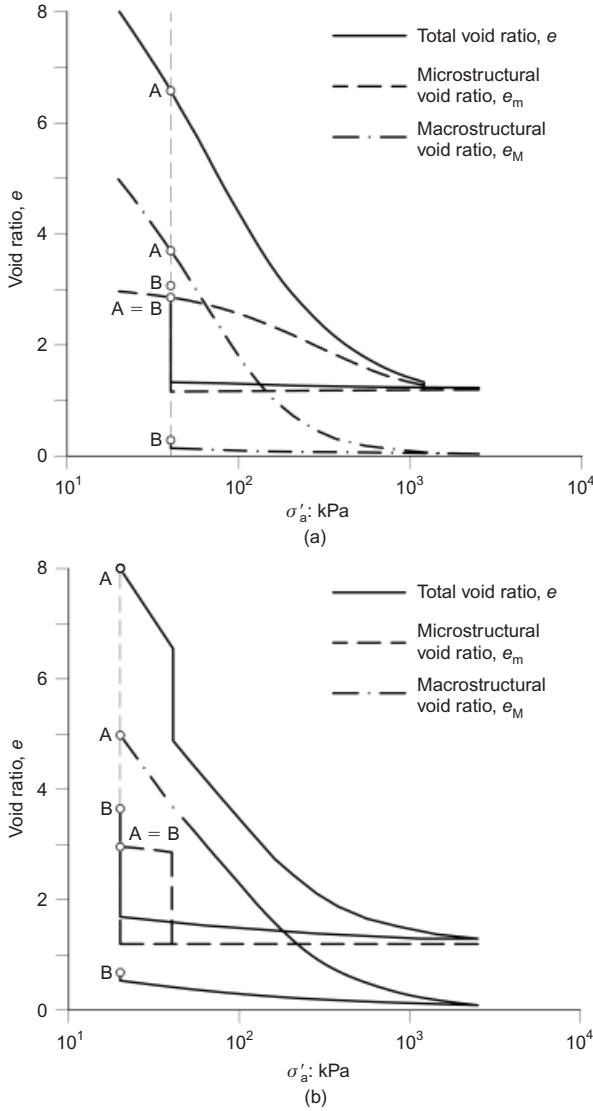 8
6
4
2
0
Void ratio, e
Total void ratio, e
Microstructural
void ratio, eₘ
Macrostructural
void ratio, e_M
A
A
B
A = B
B
10¹
10²
10³
10⁴
σ′ₐ: kPa
(a)
8
6
4
2
0
Void ratio, e
Total void ratio, e
Microstructural
void ratio, eₘ
Macrostructural
void ratio, e_M
A
A
B
A = B
B
10¹
10²
10³
10⁴
σ′ₐ: kPa
(b)